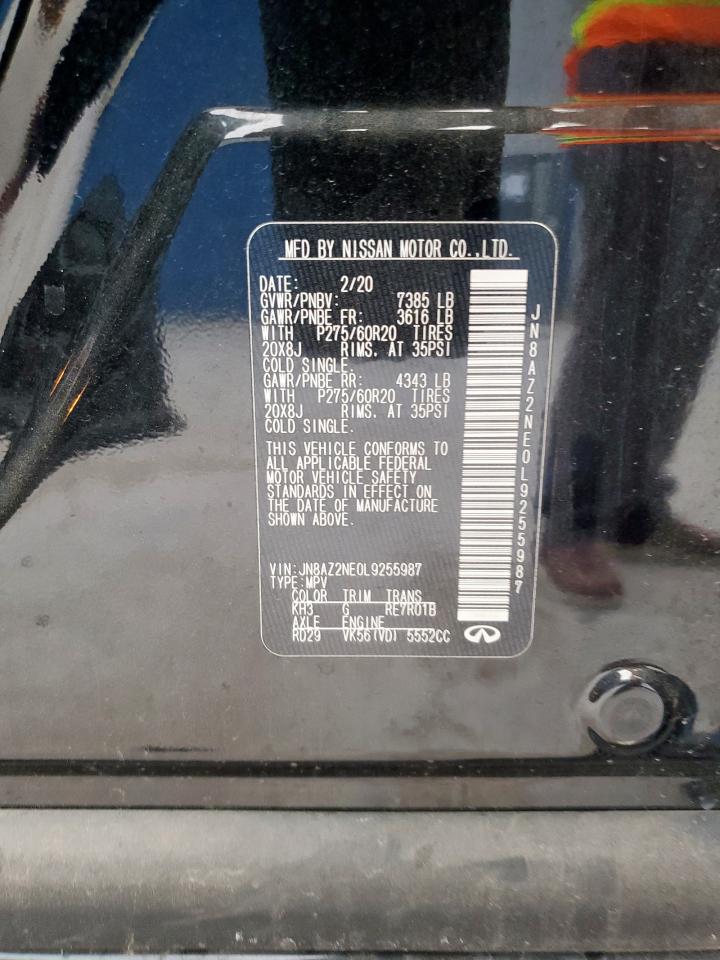 MFD BY NISSAN MOTOR CO.,LTD.
DATE: 2/20
GVWR/PNBV: 7385 LB
GAWR/PNBE FR: 3616 LB
WITH P275/60R20 TIRES
20X8J RIMS. AT 35PSI
COLD SINGLE.
GAWR/PNBE RR: 4343 LB
WITH P275/60R20 TIRES
20X8J RIMS. AT 35PSI
COLD SINGLE.
THIS VEHICLE CONFORMS TO
ALL APPLICABLE FEDERAL
MOTOR VEHICLE SAFETY
STANDARDS IN EFFECT ON
THE DATE OF MANUFACTURE
SHOWN ABOVE.
VIN:JN8AZ2NE0L9255987
TYPE:MPV
COLOR TRIM TRANS
KH3 G RE7R01B
AXLE ENGINE
RD29 VK56(VD) 5552CC
JN8AZ2NE0L9255987